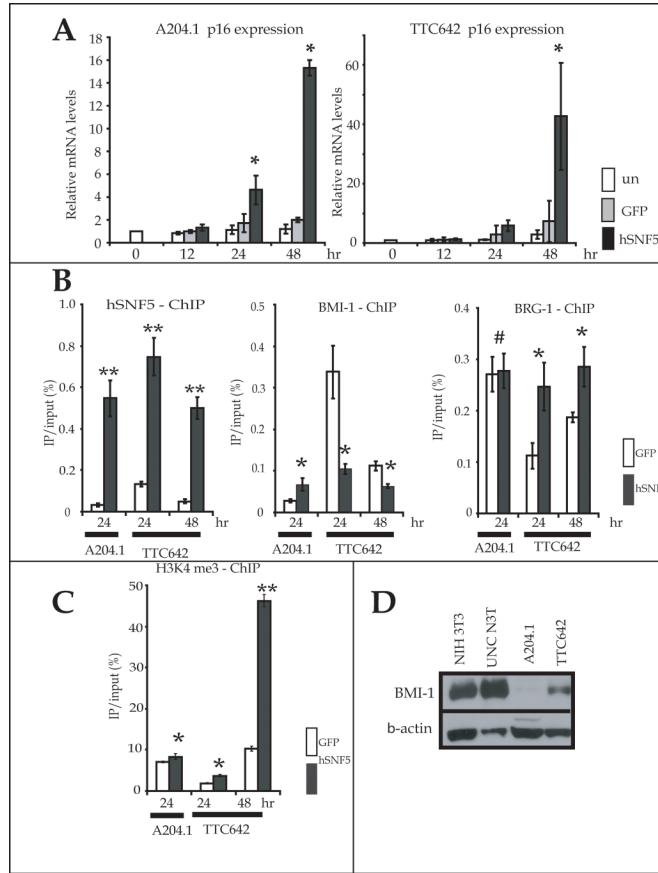 A
A204.1 p16 expression
Relative mRNA levels
18
16
14
12
10
8
6
4
2
0
*
*
0 12 24 48 hr
TTC642 p16 expression
Relative mRNA levels
60
40
20
0
*
0 12 24 48 hr
un
GFP
hSNF5
B
hSNF5 - ChIP
IP/input (%)
1.0
0.8
0.6
0.4
0.2
0
** ** **
24 24 48 hr
A204.1 TTC642
BMI-1 - ChIP
IP/input (%)
0.5
0.4
0.3
0.2
0.1
0
* * *
24 24 48 hr
A204.1 TTC642
BRG-1 - ChIP
IP/input (%)
0.4
0.3
0.2
0.1
0
# * *
24 24 48 hr
A204.1 TTC642
GFP
hSN
C
H3K4 me3 - ChIP
IP/input (%)
50
40
30
20
10
0
* * **
24 24 48 hr
A204.1 TTC642
GFP
hSNF5
D
NIH 3T3
UNC N3T
A204.1
TTC642
BMI-1
b-actin